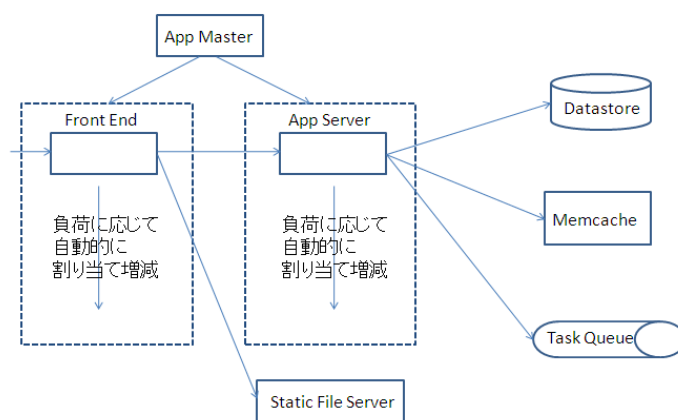 App Master
Front End
App Server
Datastore
負荷に応じて
自動的に
割り当て増減
負荷に応じて
自動的に
割り当て増減
Memcache
Task Queue
Static File Server